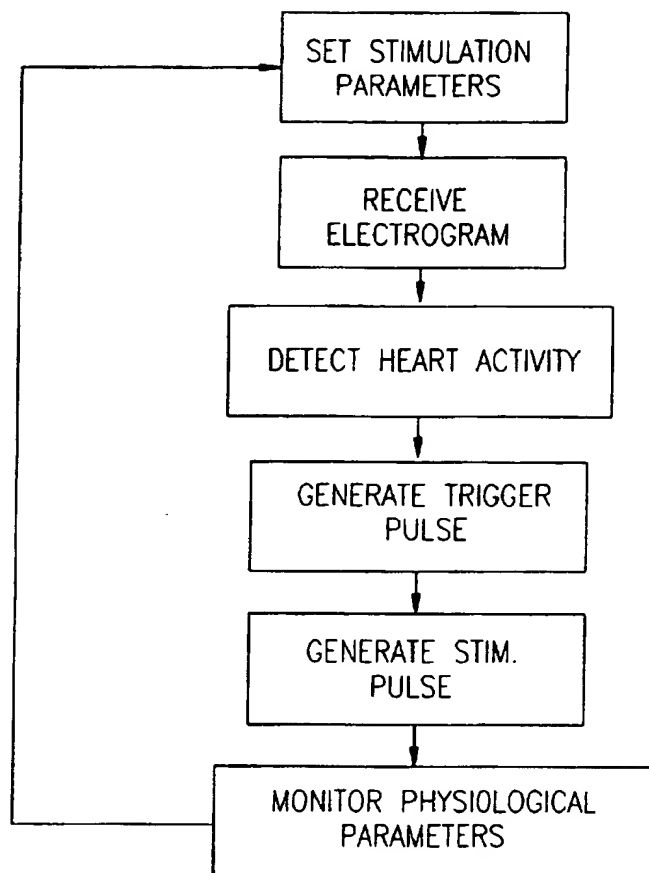 SET STIMULATION
PARAMETERS
RECEIVE
ELECTROGRAM
DETECT HEART ACTIVITY
GENERATE TRIGGER
PULSE
GENERATE STIM.
PULSE
MONITOR PHYSIOLOGICAL
PARAMETERS